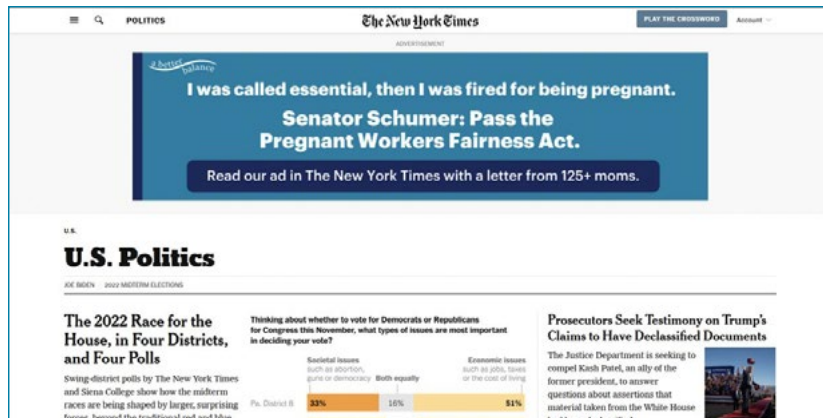 POLITICS
The New York Times
PLAY THE CROSSWORD
Account
ADVERTISEMENT
a better balance
I was called essential, then I was fired for being pregnant.
Senator Schumer: Pass the
Pregnant Workers Fairness Act.
Read our ad in The New York Times with a letter from 125+ moms.
U.S.
U.S. Politics
JOE BIDEN 2022 MIDTERM ELECTIONS
The 2022 Race for the
House, in Four Districts,
and Four Polls
Swing-district polls by The New York Times
and Siena College show how the midterm
races are being shaped by larger, surprising
forces, beyond the traditional red and blue
Thinking about whether to vote for Democrats or Republicans
for Congress this November, what types of issues are most important
in deciding your vote?
Societal issues
such as abortion,
guns or democracy
Both equally
Economic issues
such as jobs, taxes
or the cost of living
Pa. District 8 33% 16% 51%
Prosecutors Seek Testimony on Trump's
Claims to Have Declassified Documents
The Justice Department is seeking to
compel Kash Patel, an ally of the
former president, to answer
questions about assertions that
material taken from the White House